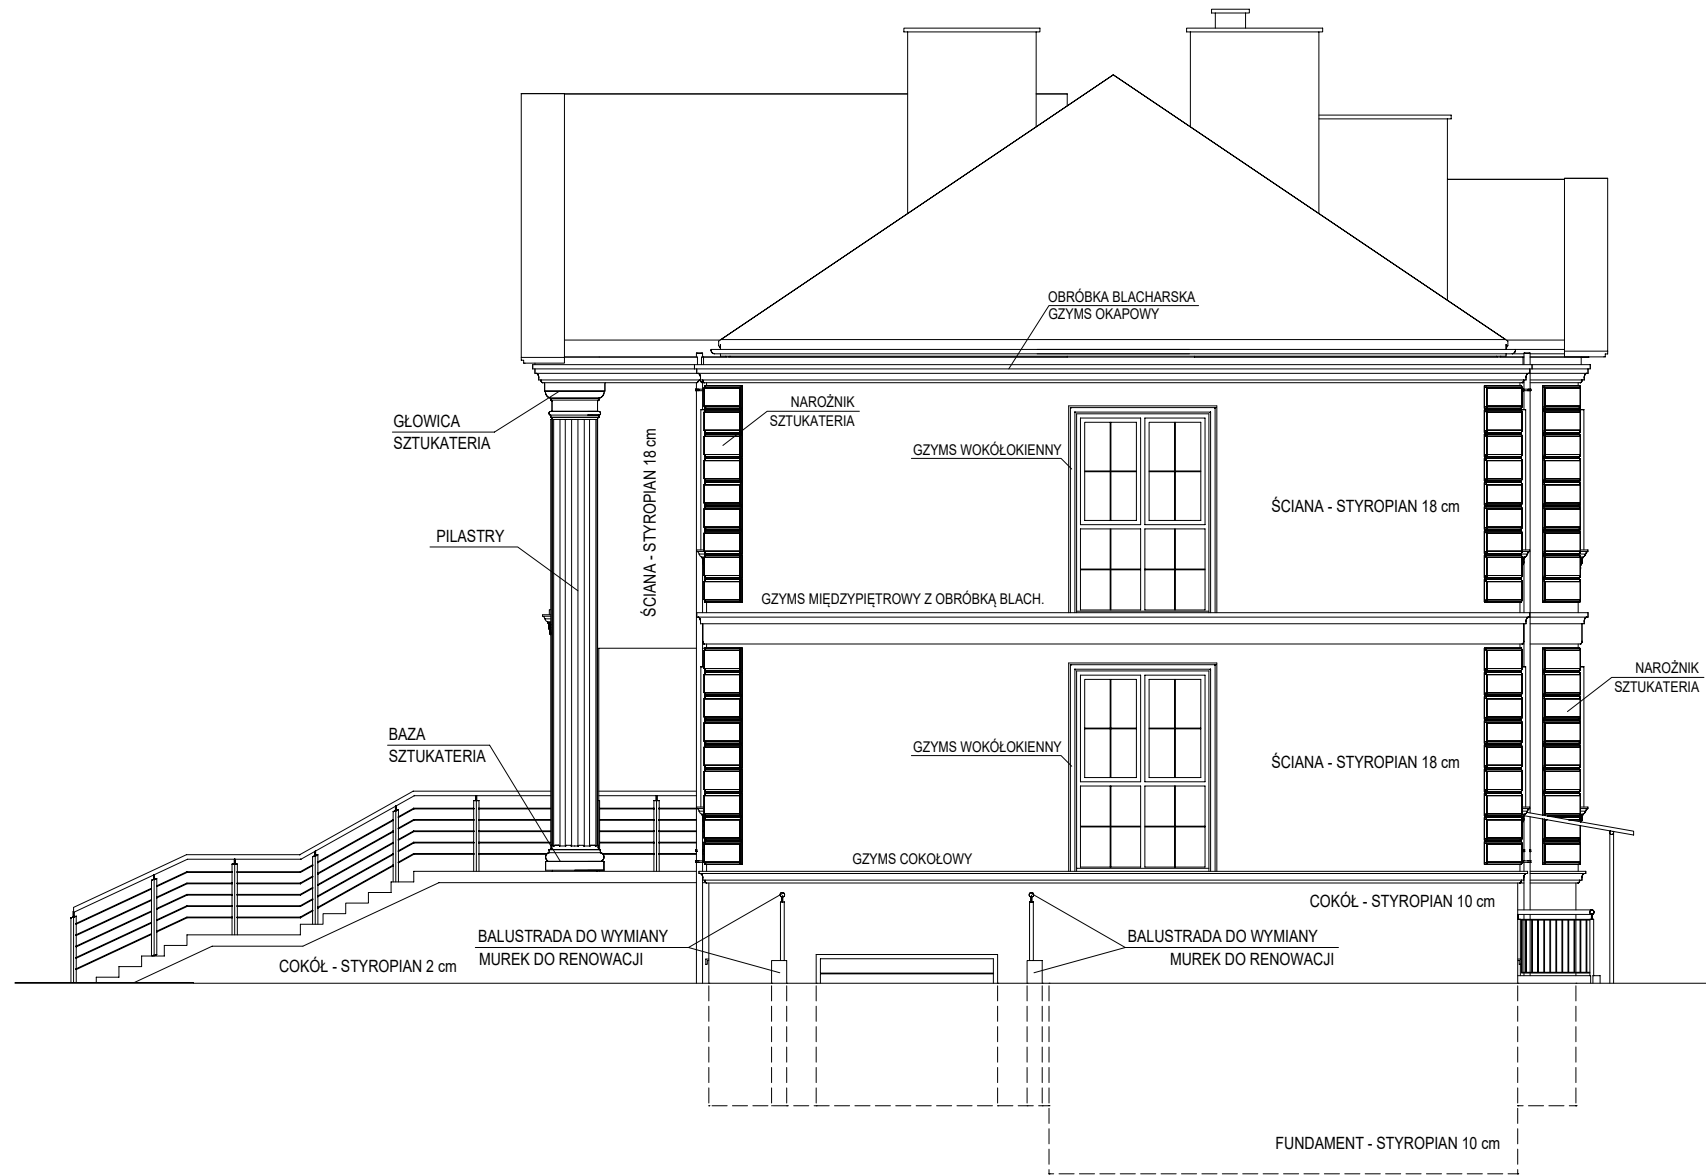 OBRÓBKA BLACHARSKA
GZYMS OKAPOWY
NAROŻNIK
SZTUKATERIA
GŁOWICA
SZTUKATERIA
ŚCIANA - STYROPIAN 18 cm
GZYMS WOKÓŁOKIENNY
ŚCIANA - STYROPIAN 18 cm
PILASTRY
GZYMS MIĘDZYPIĘTROWY Z OBRÓBKĄ BLACH.
NAROŻNIK
SZTUKATERIA
BAZA
SZTUKATERIA
GZYMS WOKÓŁOKIENNY
ŚCIANA - STYROPIAN 18 cm
GZYMS COKOŁOWY
COKÓŁ - STYROPIAN 10 cm
BALUSTRADA DO WYMIANY
MUREK DO RENOWACJI
BALUSTRADA DO WYMIANY
MUREK DO RENOWACJI
COKÓŁ - STYROPIAN 2 cm
FUNDAMENT - STYROPIAN 10 cm